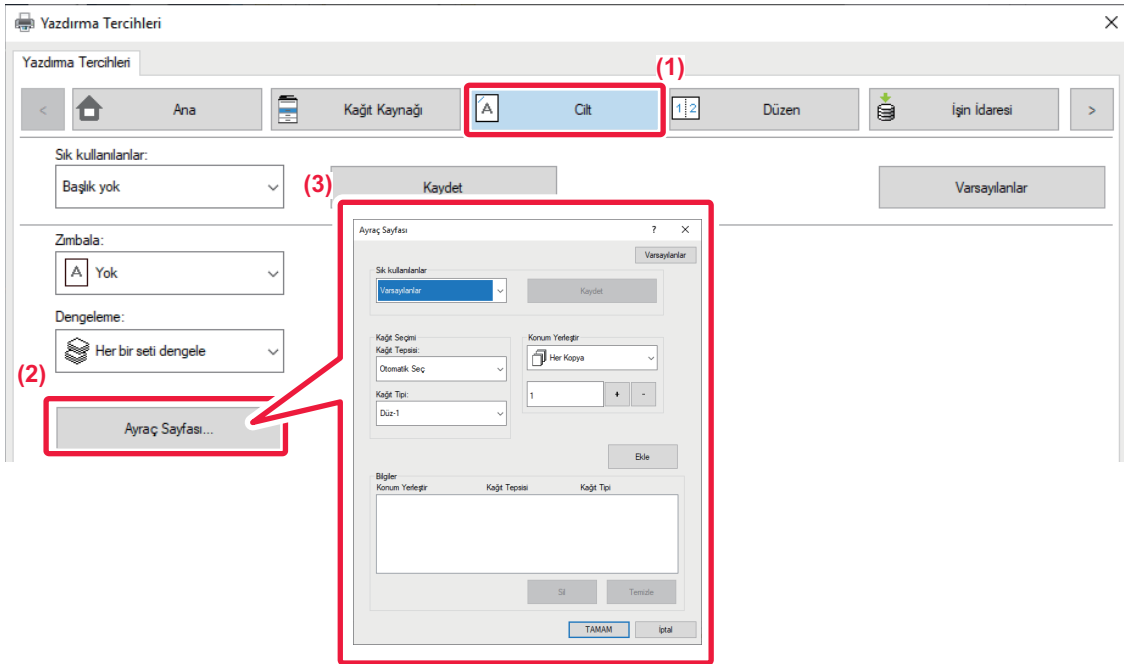 Yazdırma Tercihleri
Yazdırma Tercihleri
(1)
< Ana Kağıt Kaynağı A Cilt 1 2 Düzen İşin İdaresi >
Sık kullanılanlar:
Başlık yok
(3)
Kaydet
Varsayılanlar
Zımbala:
A Yok
Dengeleme:
Her bir seti dengele
(2)
Ayraç Sayfası...
Ayraç Sayfası ? ×
Varsayılanlar
Sık kullanılanlar
Varsayılanlar
Kaydet
Kağıt Seçimi
Kağıt Tepsisi:
Otomatik Seç
Kağıt Tipi:
Düz-1
Konum Yerleştir
Her Kopya
1 + -
Ekle
Bilgiler
Konum Yerleştir Kağıt Tepsisi Kağıt Tipi
Sil Temizle
TAMAM İptal